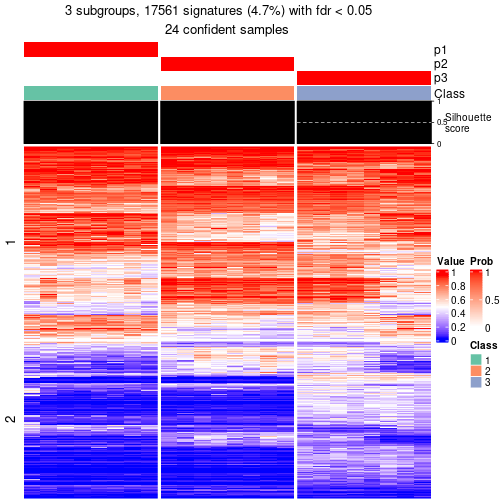 3 subgroups, 17561 signatures (4.7%) with fdr < 0.05
24 confident samples
p1
p2
p3
Class
1
0.5
0
Silhouette
score
1
2
Value
1
0.8
0.6
0.4
0.2
0
Prob
1
0.5
0
Class
1
2
3